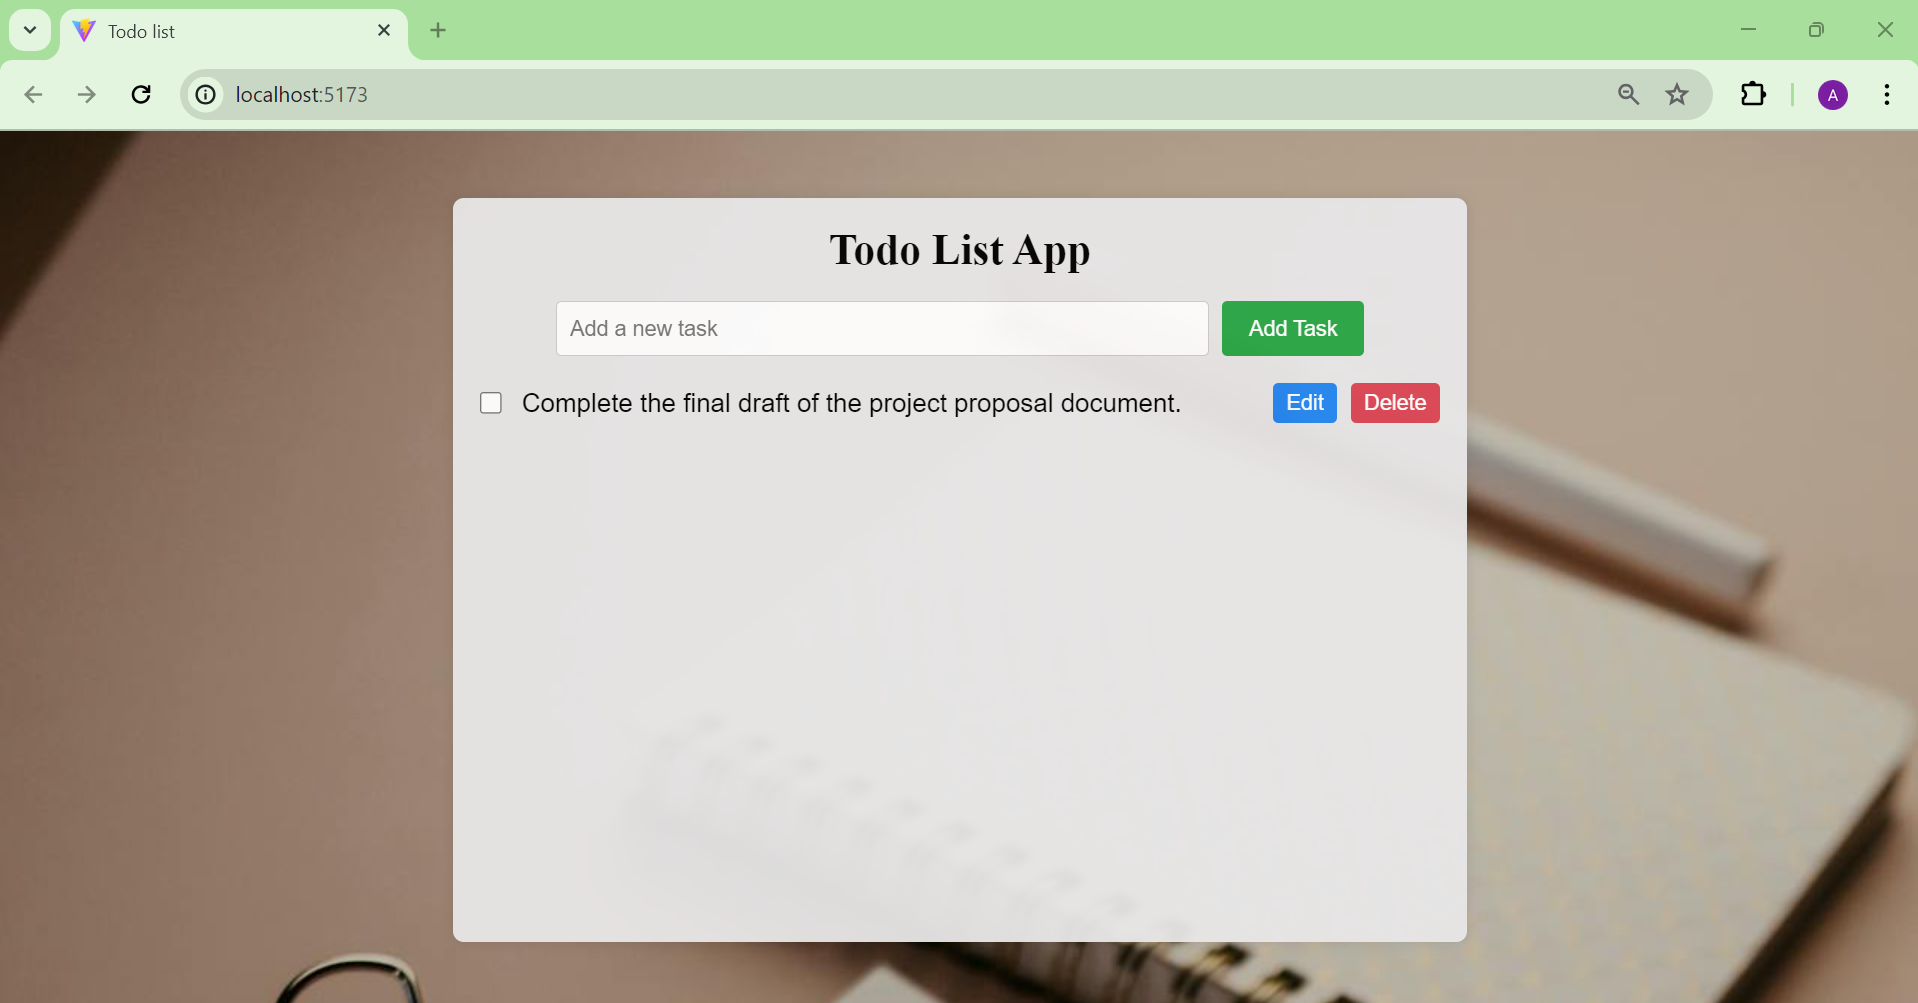 Todo list
localhost:5173
A
Todo List App
Add a new task
Add Task
Complete the final draft of the project proposal document.
Edit
Delete